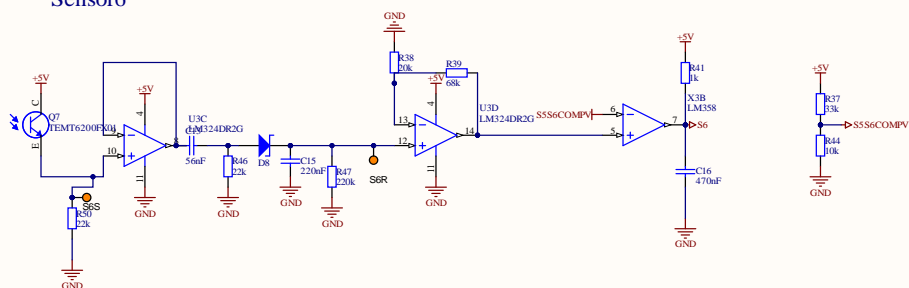 Sensor6
GND
+5V
R38
20k
R39
68k
+5V
R41
1k
+5V
C
Q7
TEMT6200FX01
E
+5V
4
U3C
LM324DR2G
9
8
10
11
56nF
GND
R46
22k
GND
D8
C15
220nF
GND
R47
220k
GND
S6R
+5V
4
U3D
LM324DR2G
13
14
12
11
GND
S5S6COMPV
6
5
7
X3B
LM358
S6
C16
470nF
GND
R37
33k
S5S6COMPV
R44
10k
GND
S6S
R50
22k
GND